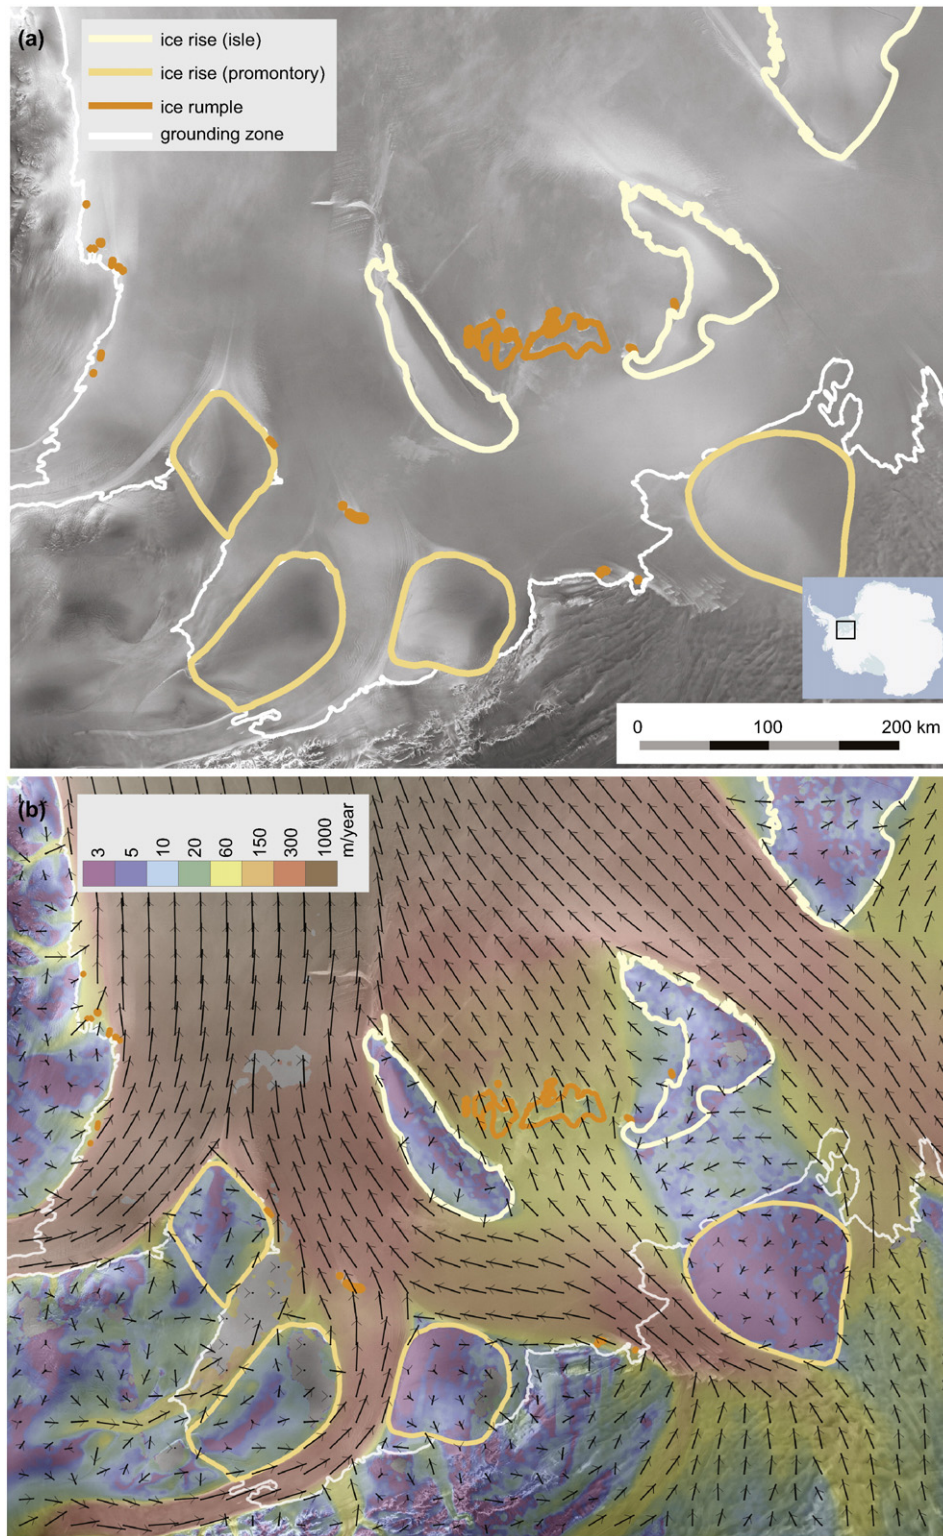 (a)
ice rise (isle)
ice rise (promontory)
ice rumple
grounding zone
0 100 200 km
(b)
3 5 10 20 60 150 300 1000 m/year